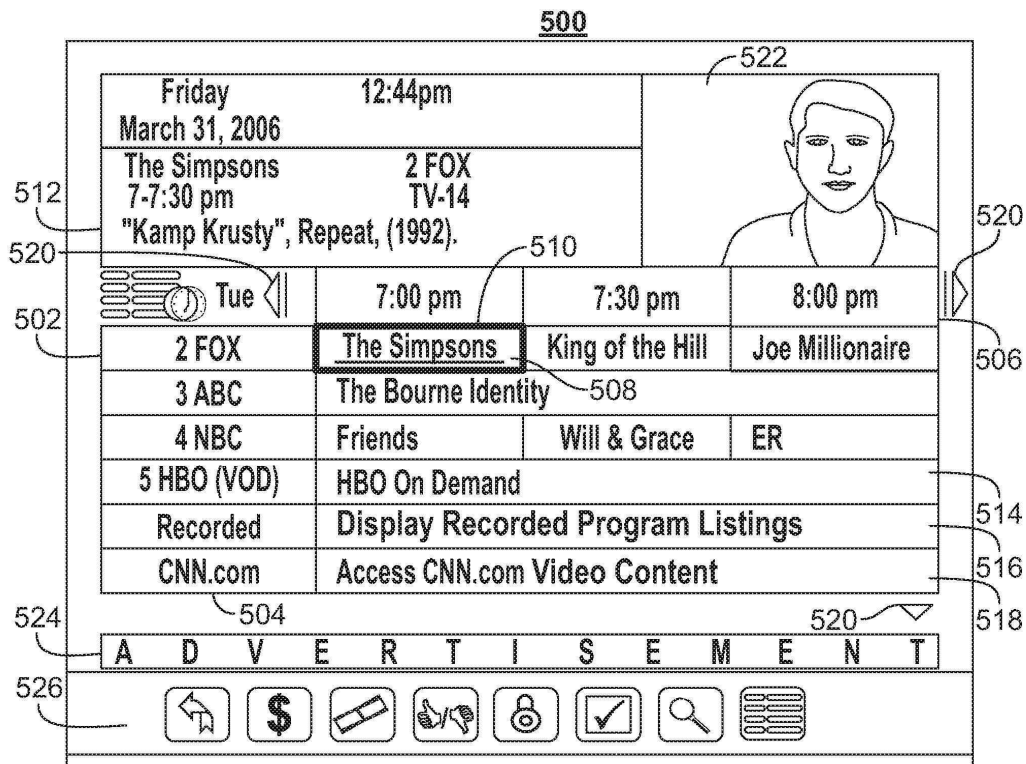 500
522
Friday 12:44pm
March 31, 2006
The Simpsons 2 FOX
7-7:30 pm TV-14
"Kamp Krusty", Repeat, (1992).
512
520
510
520
Tue 7:00 pm 7:30 pm 8:00 pm
502
506
2 FOX The Simpsons King of the Hill Joe Millionaire
508
3 ABC The Bourne Identity
4 NBC Friends Will & Grace ER
5 HBO (VOD) HBO On Demand
514
Recorded Display Recorded Program Listings
516
CNN.com Access CNN.com Video Content
518
504
520
524
A D V E R T I S E M E N T
526
$